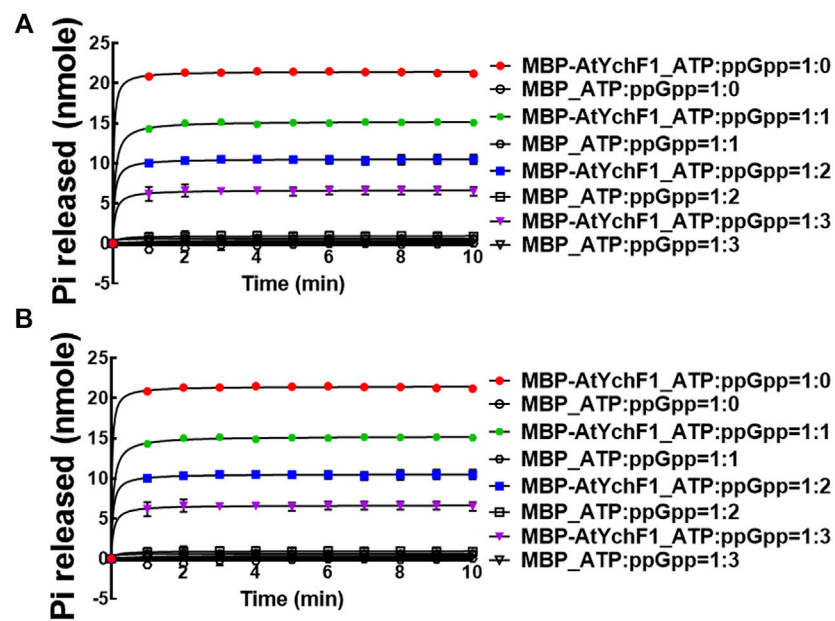 A
Pi released (nmole)
25
20
15
10
5
0
-5
2 4 6 8 10
Time (min)
MBP-AtYchF1_ATP:ppGpp=1:0
MBP_ATP:ppGpp=1:0
MBP-AtYchF1_ATP:ppGpp=1:1
MBP_ATP:ppGpp=1:1
MBP-AtYchF1_ATP:ppGpp=1:2
MBP_ATP:ppGpp=1:2
MBP-AtYchF1_ATP:ppGpp=1:3
MBP_ATP:ppGpp=1:3
B
Pi released (nmole)
25
20
15
10
5
0
-5
2 4 6 8 10
Time (min)
MBP-AtYchF1_ATP:ppGpp=1:0
MBP_ATP:ppGpp=1:0
MBP-AtYchF1_ATP:ppGpp=1:1
MBP_ATP:ppGpp=1:1
MBP-AtYchF1_ATP:ppGpp=1:2
MBP_ATP:ppGpp=1:2
MBP-AtYchF1_ATP:ppGpp=1:3
MBP_ATP:ppGpp=1:3